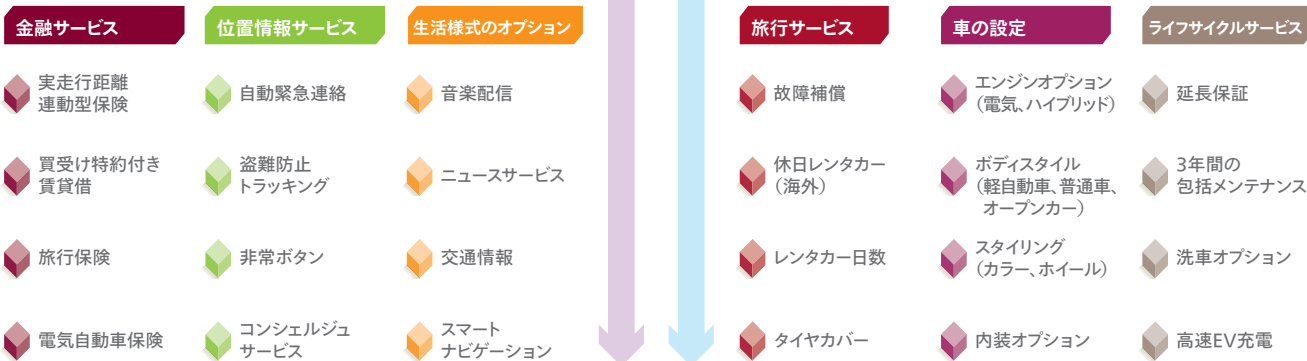 金融サービス
実走行距離
連動型保険
買受け特約付き
賃貸借
旅行保険
電気自動車保険
位置情報サービス
自動緊急連絡
盗難防止
トラッキング
非常ボタン
コンシェルジュ
サービス
生活様式のオプション
音楽配信
ニュースサービス
交通情報
スマート
ナビゲーション
旅行サービス
故障補償
休日レンタカー
（海外）
レンタカー日数
タイヤカバー
車の設定
エンジンオプション
（電気、ハイブリッド）
ボディスタイル
（軽自動車、普通車、
オープンカー）
スタイリング
（カラー、ホイール）
内装オプション
ライフサイクルサービス
延長保証
3年間の
包括メンテナンス
洗車オプション
高速EV充電